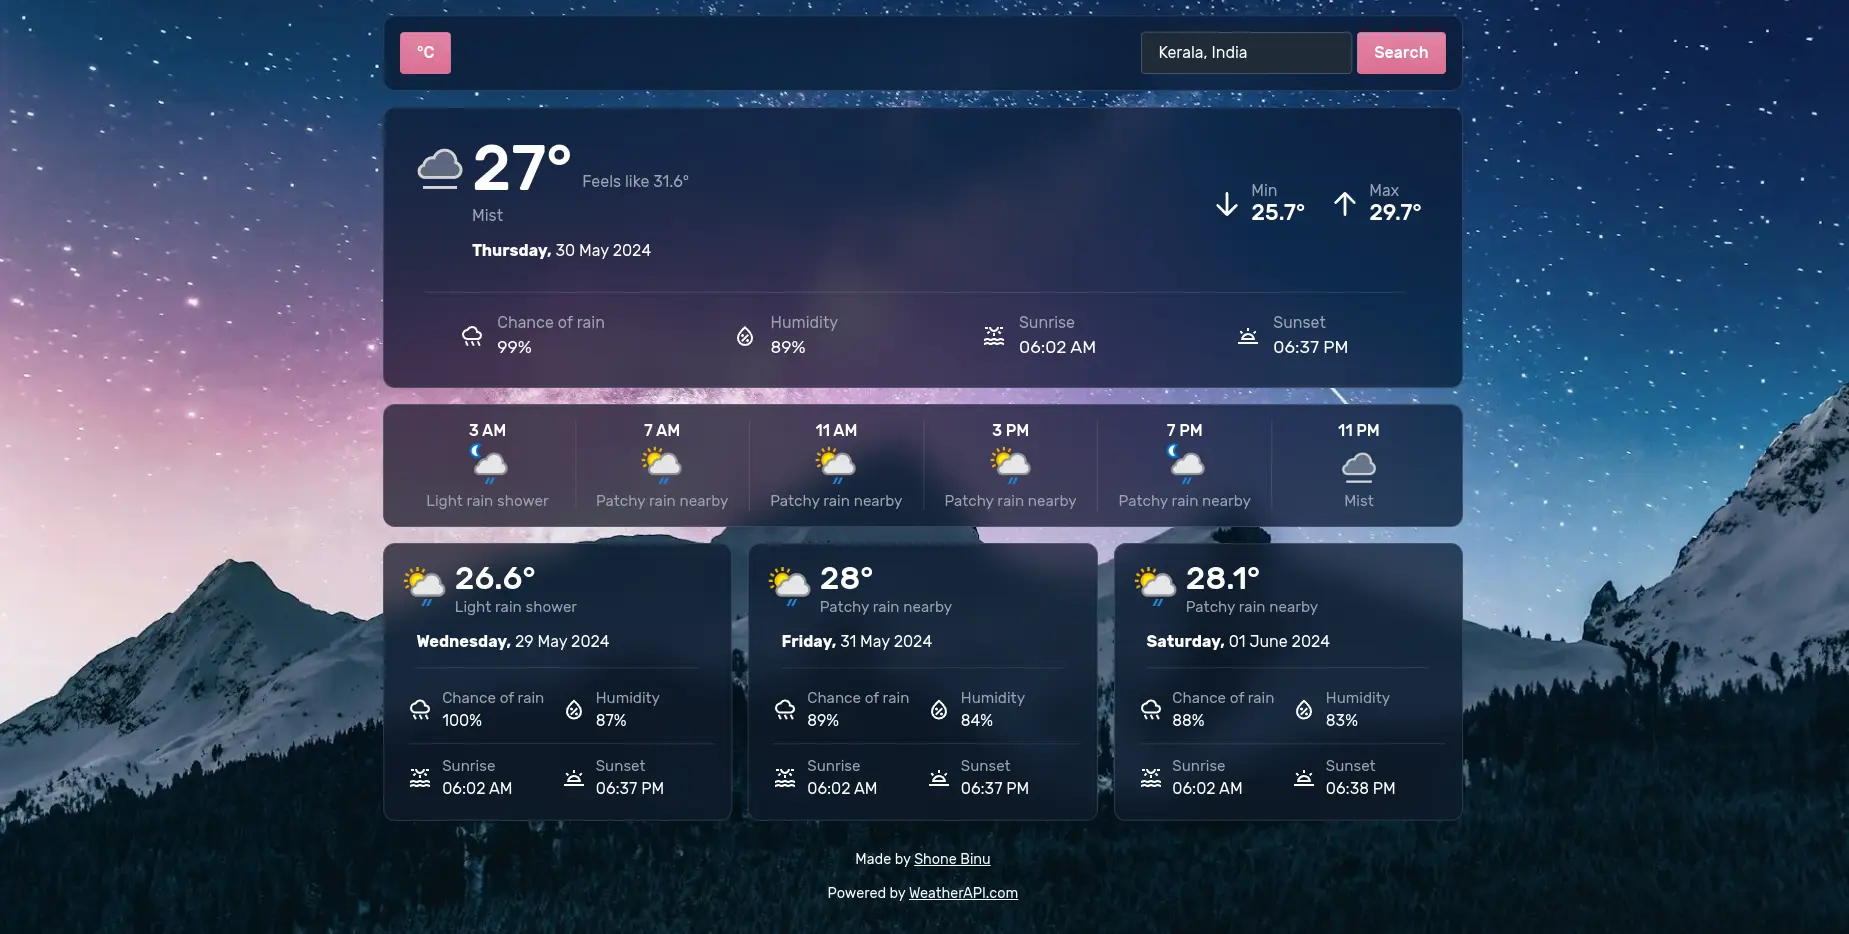 °C
Kerala, India
Search
27°
Feels like 31.6°
Mist
Thursday, 30 May 2024
Min
25.7°
Max
29.7°
Chance of rain
99%
Humidity
89%
Sunrise
06:02 AM
Sunset
06:37 PM
3 AM
Light rain shower
7 AM
Patchy rain nearby
11 AM
Patchy rain nearby
3 PM
Patchy rain nearby
7 PM
Patchy rain nearby
11 PM
Mist
26.6°
Light rain shower
Wednesday, 29 May 2024
Chance of rain
100%
Humidity
87%
Sunrise
06:02 AM
Sunset
06:37 PM
28°
Patchy rain nearby
Friday, 31 May 2024
Chance of rain
89%
Humidity
84%
Sunrise
06:02 AM
Sunset
06:37 PM
28.1°
Patchy rain nearby
Saturday, 01 June 2024
Chance of rain
88%
Humidity
83%
Sunrise
06:02 AM
Sunset
06:38 PM
Made by Shone Binu
Powered by WeatherAPI.com